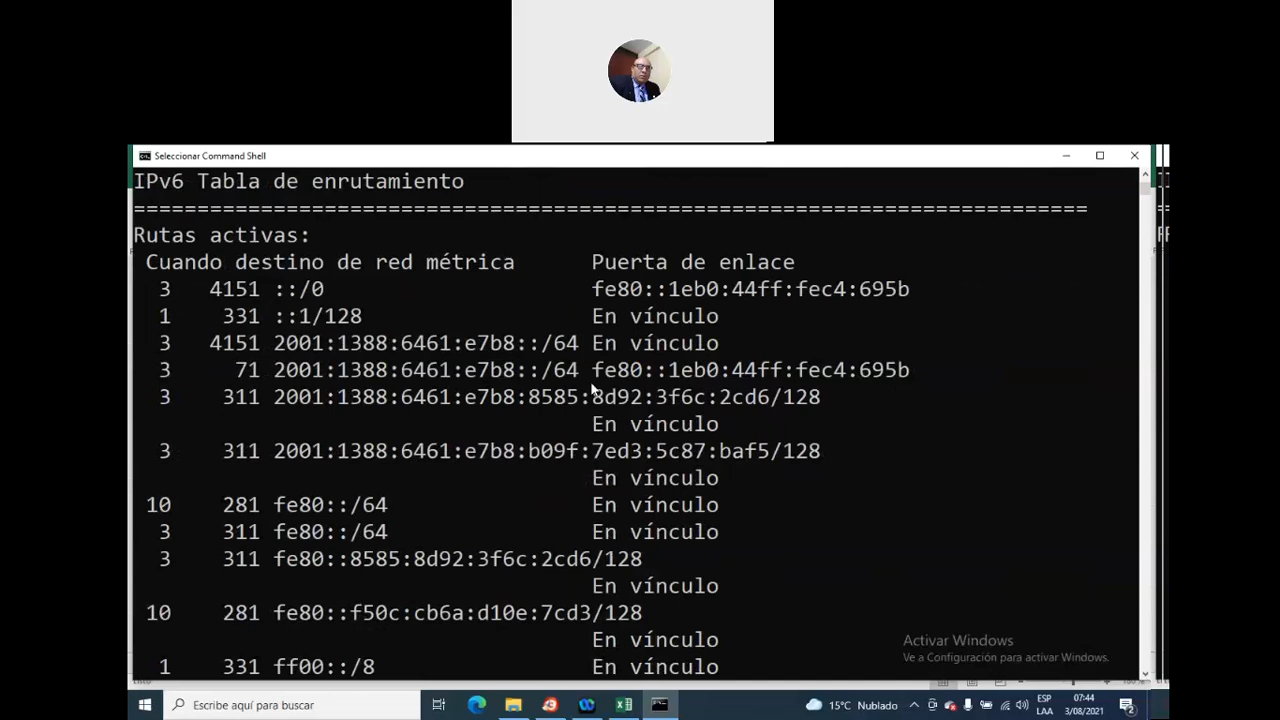 Seleccionar Command Shell
IPv6 Tabla de enrutamiento
===========================================================================
Rutas activas:
Cuando destino de red métrica      Puerta de enlace
3    4151 ::/0                     fe80::1eb0:44ff:fec4:695b
1     331 ::1/128                  En vínculo
3    4151 2001:1388:6461:e7b8::/64 En vínculo
3      71 2001:1388:6461:e7b8::/64 fe80::1eb0:44ff:fec4:695b
3     311 2001:1388:6461:e7b8:8585:8d92:3f6c:2cd6/128
En vínculo
3     311 2001:1388:6461:e7b8:b09f:7ed3:5c87:baf5/128
En vínculo
10    281 fe80::/64                En vínculo
3     311 fe80::/64                En vínculo
3     311 fe80::8585:8d92:3f6c:2cd6/128
En vínculo
10    281 fe80::f50c:cb6a:d10e:7cd3/128
En vínculo
1     331 ff00::/8                 En vínculo
Activar Windows
Ve a Configuración para activar Windows.
Escribe aquí para buscar
15°C Nublado
ESP
LAA
07:44
3/08/2021
2